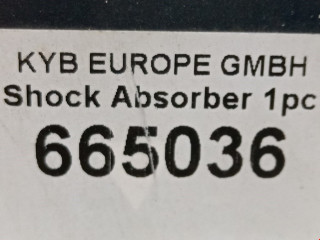 KYB EUROPE GMBH
Shock Absorber 1pc
665036